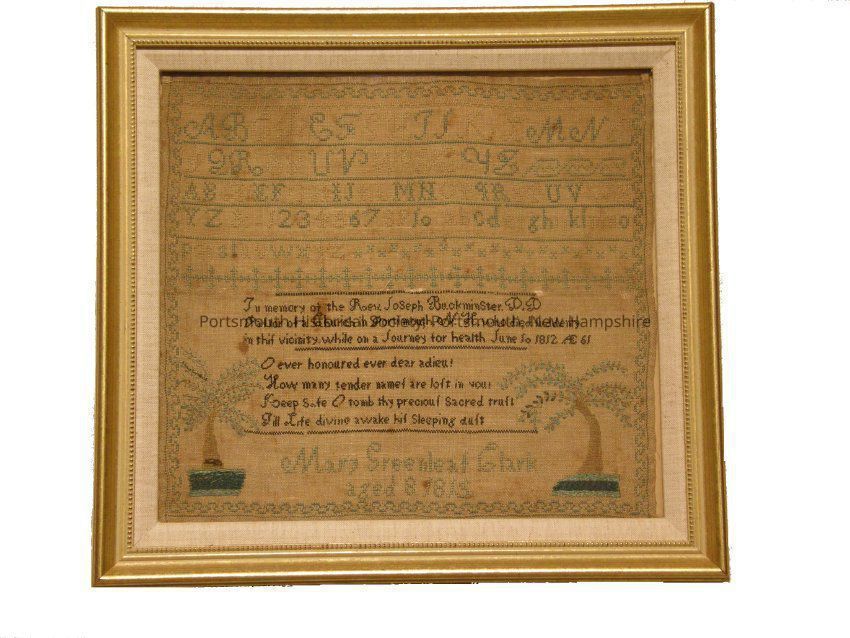 AB EF IJ MN
QR UV YZ
AB EF IJ MN QR UV
YZ 23 67 10 cd gh kl o
p st wx z
In memory of the Rev. Joseph Buckminster. D.D
Portsmouth Historical Society, Portsmouth, New Hampshire
in this vicinity while on a Journey for health June 10 1812 Æ 61
O ever honoured ever dear adieu!
How many tender names are lost in you
Keep Safe O tomb thy precious Sacred trust
Till Life divine awake his Sleeping dust
Mary Greenleaf Clark
aged 8 1813